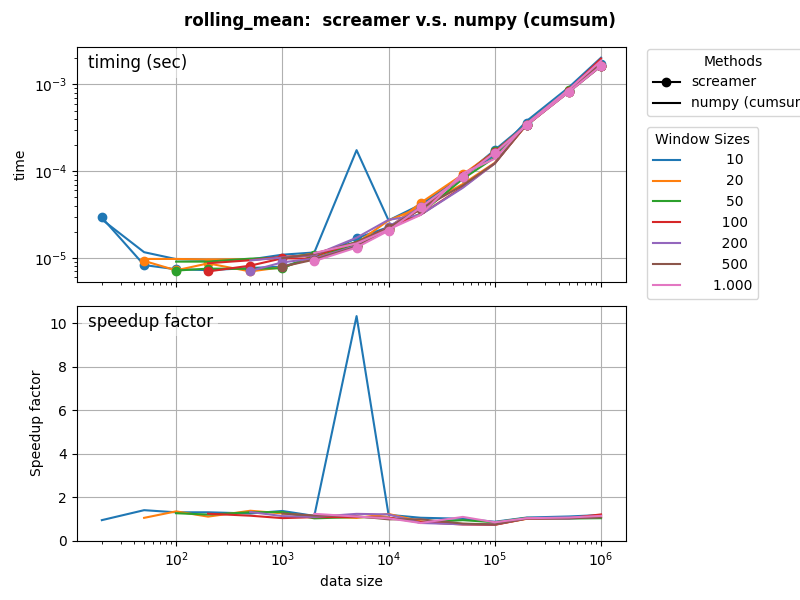 rolling_mean: screamer v.s. numpy (cumsum)
timing (sec)
10⁻³
10⁻⁴
10⁻⁵
time
Methods
screamer
numpy (cumsum
Window Sizes
10
20
50
100
200
500
1.000
speedup factor
10
8
6
4
2
0
Speedup factor
10²
10³
10⁴
10⁵
10⁶
data size